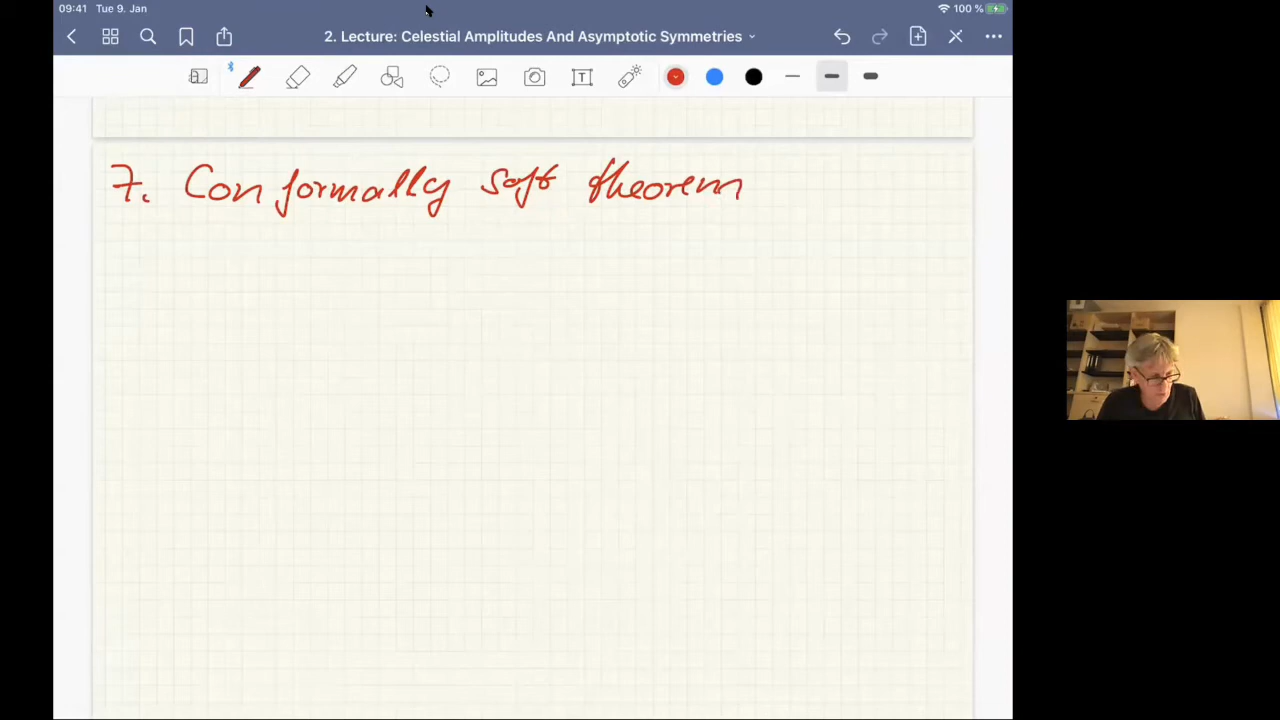 09:41 Tue 9. Jan
100 %
2. Lecture: Celestial Amplitudes And Asymptotic Symmetries
T
7. Conformally soft theorem